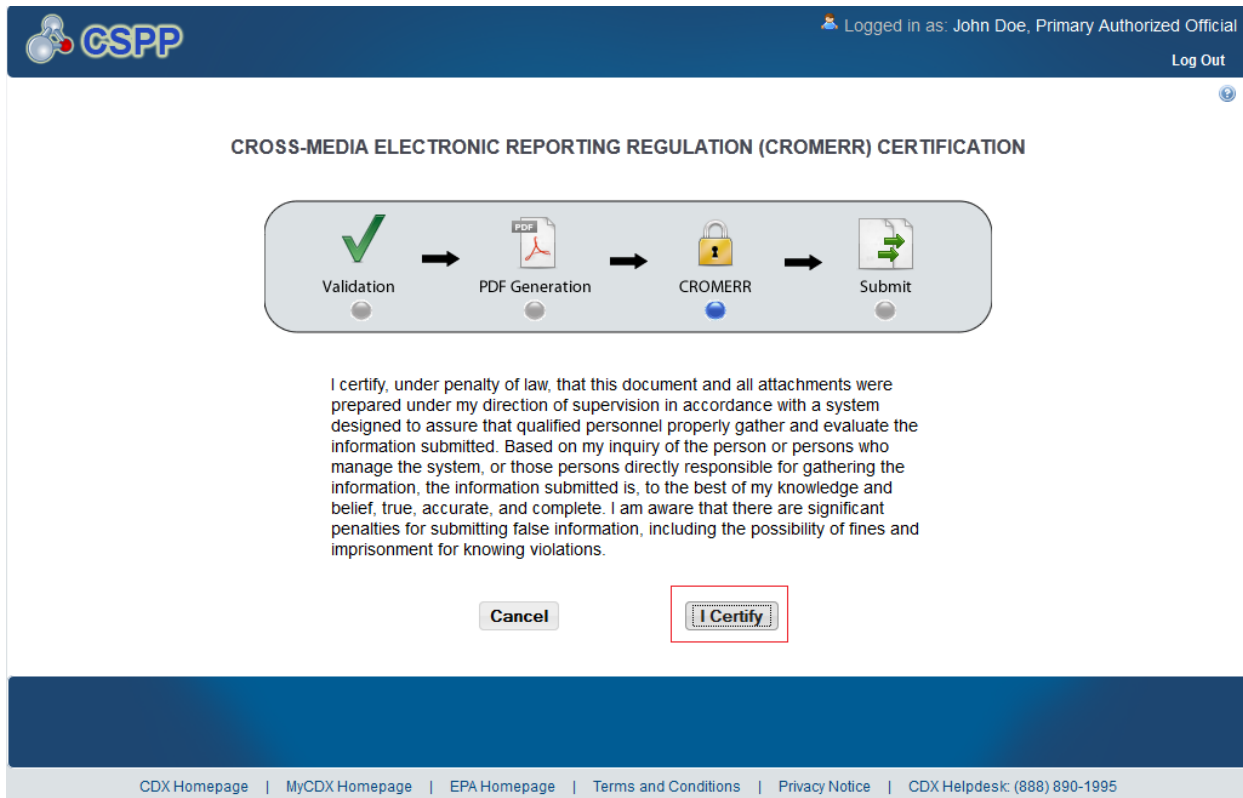 CSPP
Logged in as: John Doe, Primary Authorized Official
Log Out
?
CROSS-MEDIA ELECTRONIC REPORTING REGULATION (CROMERR) CERTIFICATION
PDF
Validation PDF Generation CROMERR Submit
I certify, under penalty of law, that this document and all attachments were
prepared under my direction of supervision in accordance with a system
designed to assure that qualified personnel properly gather and evaluate the
information submitted. Based on my inquiry of the person or persons who
manage the system, or those persons directly responsible for gathering the
information, the information submitted is, to the best of my knowledge and
belief, true, accurate, and complete. I am aware that there are significant
penalties for submitting false information, including the possibility of fines and
imprisonment for knowing violations.
Cancel I Certify
CDX Homepage | MyCDX Homepage | EPA Homepage | Terms and Conditions | Privacy Notice | CDX Helpdesk: (888) 890-1995